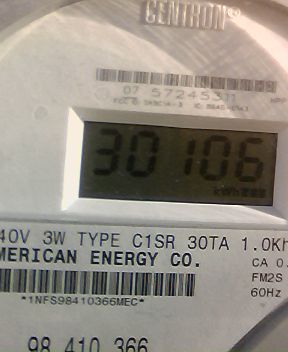 CENTRON®
07 57245311
30106
kWh
40V 3W TYPE C1SR 30TA 1.0Kh
MERICAN ENERGY CO.
CA 0.
FM2S
60Hz
*1NFS98410366MEC*
98 410 366